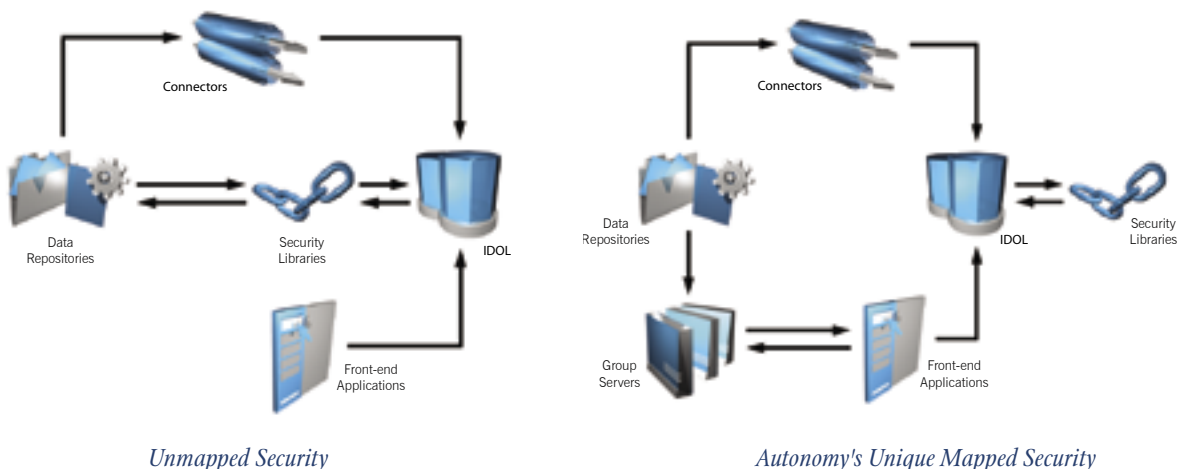 Connectors
Data
Repositories
Security
Libraries
IDOL
Front-end
Applications
Unmapped Security
Connectors
Data
Repositories
IDOL
Security
Libraries
Group
Servers
Front-end
Applications
Autonomy's Unique Mapped Security